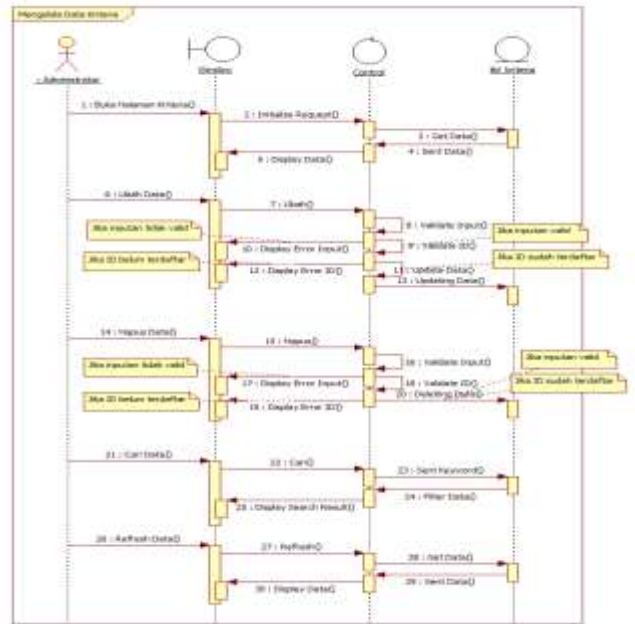 Mengelola Data Kriteria
: Administrator
Control
1 : Buka Halaman Kriteria()
2 : Initialize Request()
3 : Get Data()
4 : Sent Data()
5 : Display Data()
6 : Ubah Data()
7 : Ubah()
8 : Validate Input()
Jika inputan tidak valid
Jika inputan valid
10 : Display Error Input()
9 : Validate ID()
Jika ID belum terdaftar
Jika ID sudah terdaftar
12 : Display Error ID()
11 : Update Data()
13 : Updating Data()
14 : Hapus Data()
15 : Hapus()
16 : Validate Input()
Jika inputan tidak valid
Jika inputan valid
17 : Display Error Input()
18 : Validate ID()
Jika ID sudah terdaftar
Jika ID belum terdaftar
20 : Deleting Data()
19 : Display Error ID()
21 : Cari Data()
22 : Cari()
23 : Sent Keyword()
24 : Filter Data()
25 : Display Search Result()
26 : Refresh Data()
27 : Refresh()
28 : Get Data()
29 : Sent Data()
30 : Display Data()